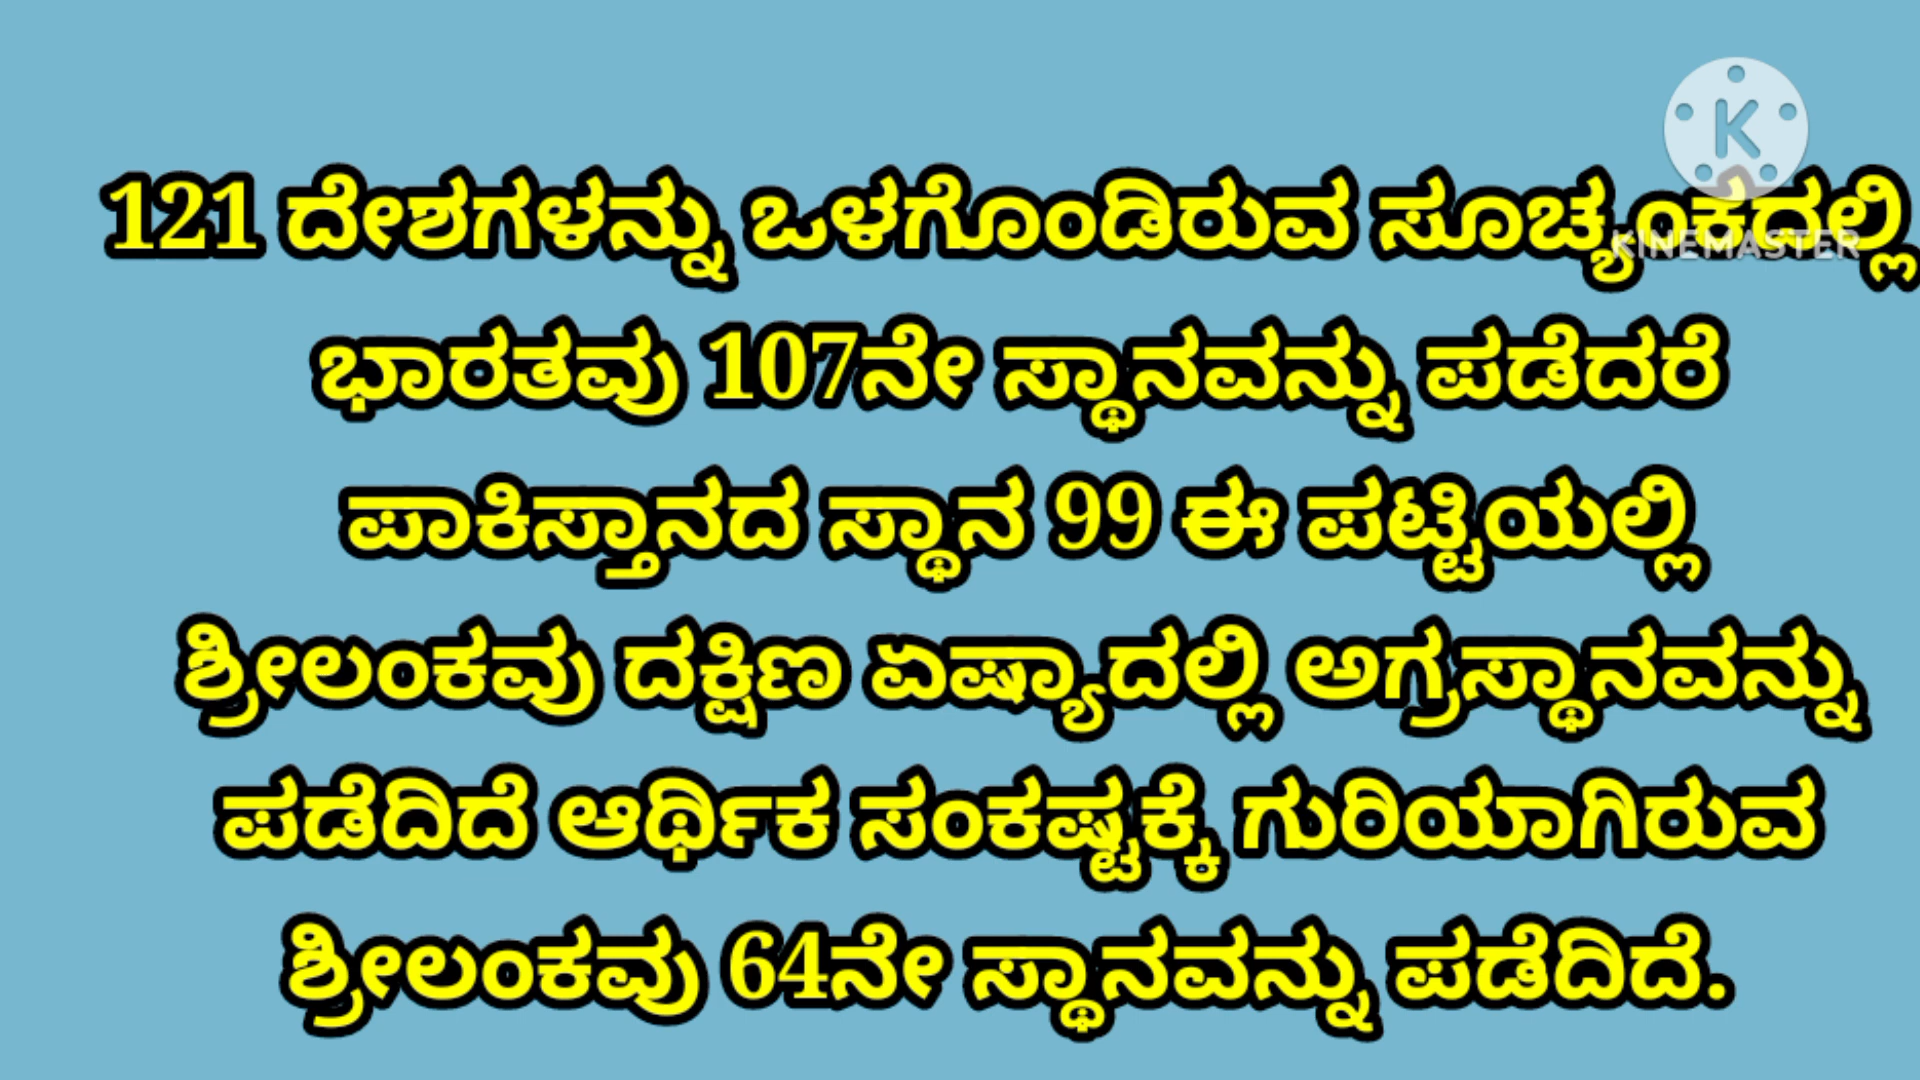 K
KINEMASTER
121 ದೇಶಗಳನ್ನು ಒಳಗೊಂಡಿರುವ ಸೂಚ್ಯಂಕದಲ್ಲಿ
ಭಾರತವು 107ನೇ ಸ್ಥಾನವನ್ನು ಪಡೆದರೆ
ಪಾಕಿಸ್ತಾನದ ಸ್ಥಾನ 99 ಈ ಪಟ್ಟಿಯಲ್ಲಿ
ಶ್ರೀಲಂಕವು ದಕ್ಷಿಣ ಏಷ್ಯಾದಲ್ಲಿ ಅಗ್ರಸ್ಥಾನವನ್ನು
ಪಡೆದಿದೆ ಆರ್ಥಿಕ ಸಂಕಷ್ಟಕ್ಕೆ ಗುರಿಯಾಗಿರುವ
ಶ್ರೀಲಂಕವು 64ನೇ ಸ್ಥಾನವನ್ನು ಪಡೆದಿದೆ.